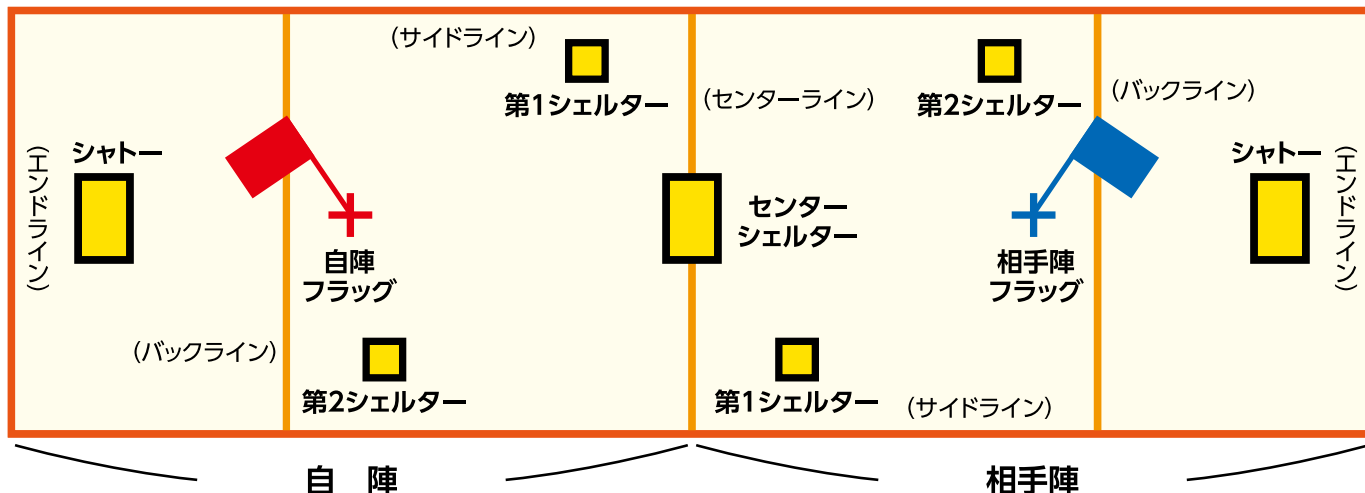 (サイドライン)
第1シェルター
(センターライン)
第2シェルター
(バックライン)
(エンドライン)
シャトー
自陣
フラッグ
センター
シェルター
相手陣
フラッグ
シャトー
(エンドライン)
(バックライン)
第2シェルター
第1シェルター
(サイドライン)
自 陣
相手陣